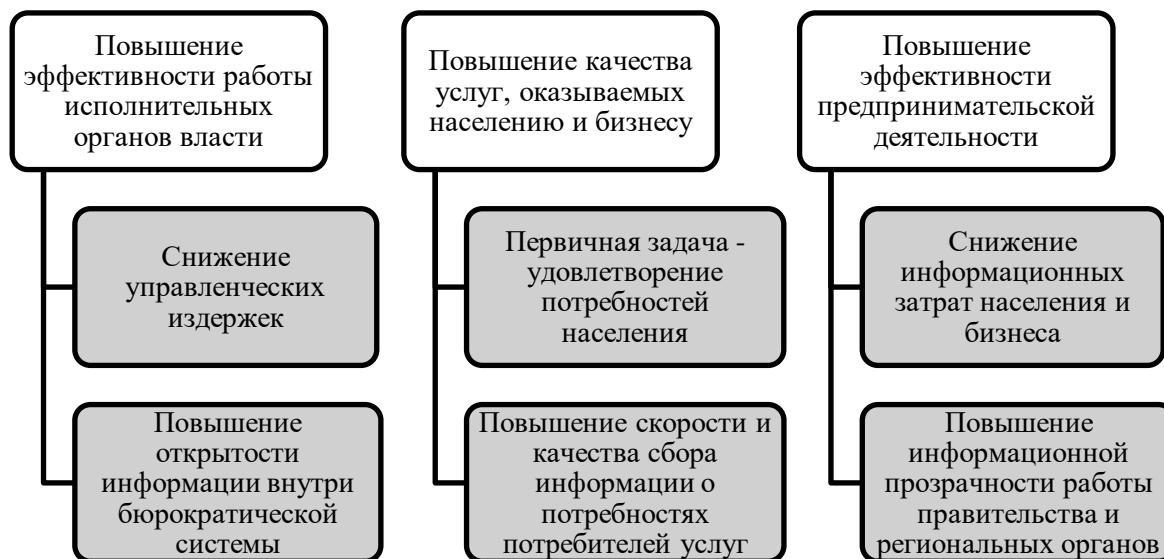 Повышение
эффективности работы
исполнительных
органов власти
Снижение
управленческих
издержек
Повышение
открытости
информации внутри
бюрократической
системы
Повышение качества
услуг, оказываемых
населению и бизнесу
Первичная задача -
удовлетворение
потребностей
населения
Повышение скорости и
качества сбора
информации о
потребностях
потребителей услуг
Повышение
эффективности
предпринимательской
деятельности
Снижение
информационных
затрат населения и
бизнеса
Повышение
информационной
прозрачности работы
правительства и
региональных органов